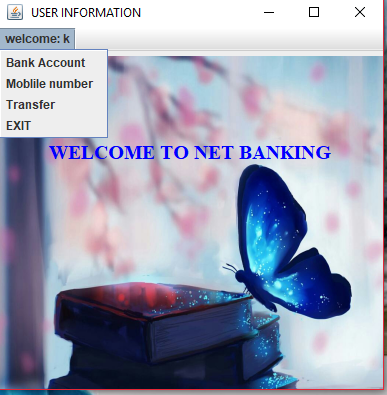 USER INFORMATION
welcome: k
Bank Account
Moblile number
Transfer
EXIT
WELCOME TO NET BANKING